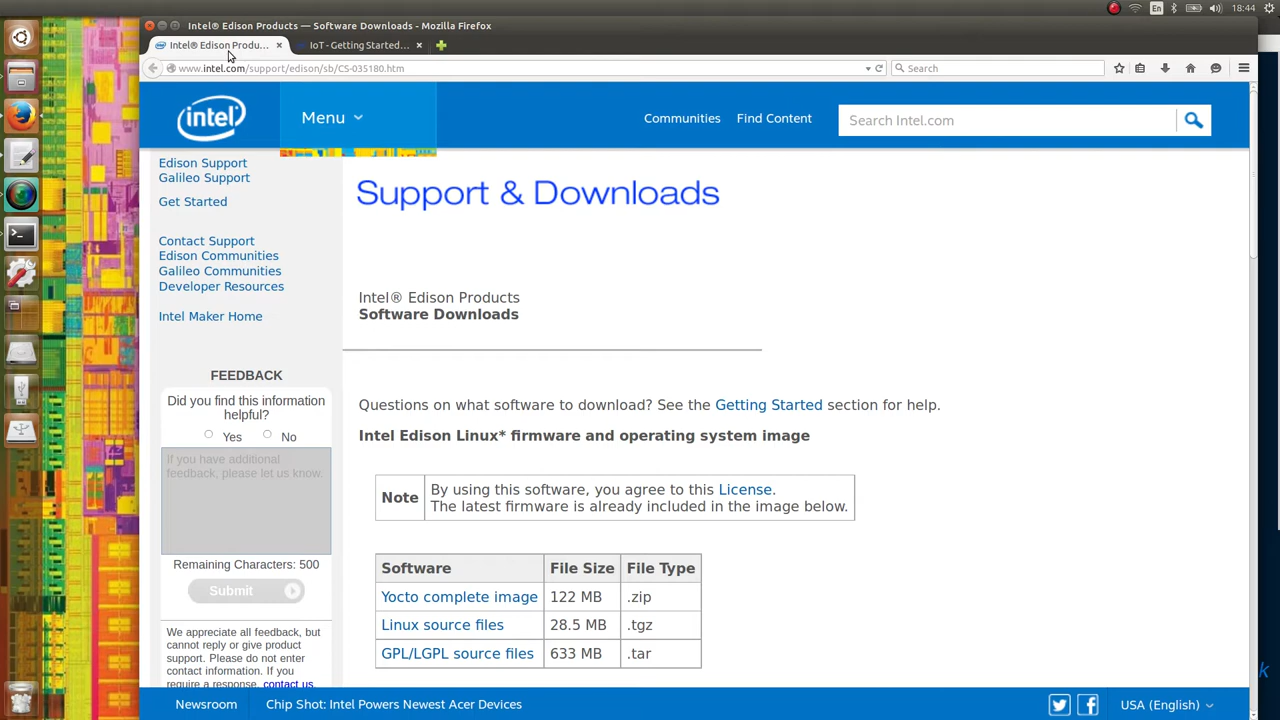 En
18:44
Intel® Edison Products — Software Downloads - Mozilla Firefox
Intel® Edison Produ...
IoT - Getting Started...
www.intel.com/support/edison/sb/CS-035180.htm
Search
intel
Menu
Communities
Find Content
Search Intel.com
Edison Support
Galileo Support
Get Started
Contact Support
Edison Communities
Galileo Communities
Developer Resources
Intel Maker Home
FEEDBACK
Did you find this information
helpful?
Yes
No
If you have additional
feedback, please let us know.
Remaining Characters: 500
Submit
We appreciate all feedback, but
cannot reply or give product
support. Please do not enter
contact information. If you
require a response, contact us.
Support & Downloads
Intel® Edison Products
Software Downloads
Questions on what software to download? See the Getting Started section for help.
Intel Edison Linux* firmware and operating system image
Note
By using this software, you agree to this License.
The latest firmware is already included in the image below.
Software File Size File Type
Yocto complete image 122 MB .zip
Linux source files 28.5 MB .tgz
GPL/LGPL source files 633 MB .tar
Newsroom
Chip Shot: Intel Powers Newest Acer Devices
USA (English)
k